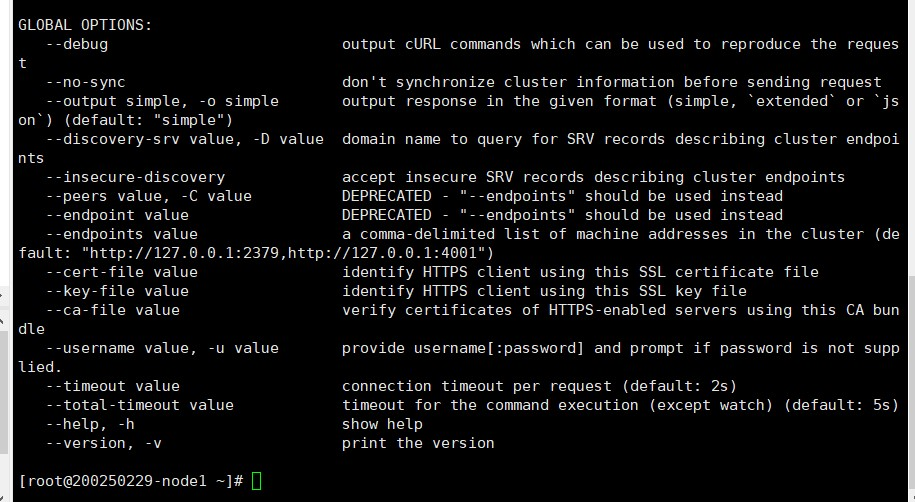 GLOBAL OPTIONS:
   --debug                          output cURL commands which can be used to reproduce the reques
t
   --no-sync                        don't synchronize cluster information before sending request
   --output simple, -o simple       output response in the given format (simple, `extended` or `js
on`) (default: "simple")
   --discovery-srv value, -D value  domain name to query for SRV records describing cluster endpoi
nts
   --insecure-discovery             accept insecure SRV records describing cluster endpoints
   --peers value, -C value          DEPRECATED - "--endpoints" should be used instead
   --endpoint value                 DEPRECATED - "--endpoints" should be used instead
   --endpoints value                a comma-delimited list of machine addresses in the cluster (de
fault: "http://127.0.0.1:2379,http://127.0.0.1:4001")
   --cert-file value                identify HTTPS client using this SSL certificate file
   --key-file value                 identify HTTPS client using this SSL key file
   --ca-file value                  verify certificates of HTTPS-enabled servers using this CA bun
dle
   --username value, -u value       provide username[:password] and prompt if password is not supp
lied.
   --timeout value                  connection timeout per request (default: 2s)
   --total-timeout value            timeout for the command execution (except watch) (default: 5s)
   --help, -h                       show help
   --version, -v                    print the version
[root@200250229-node1 ~]#